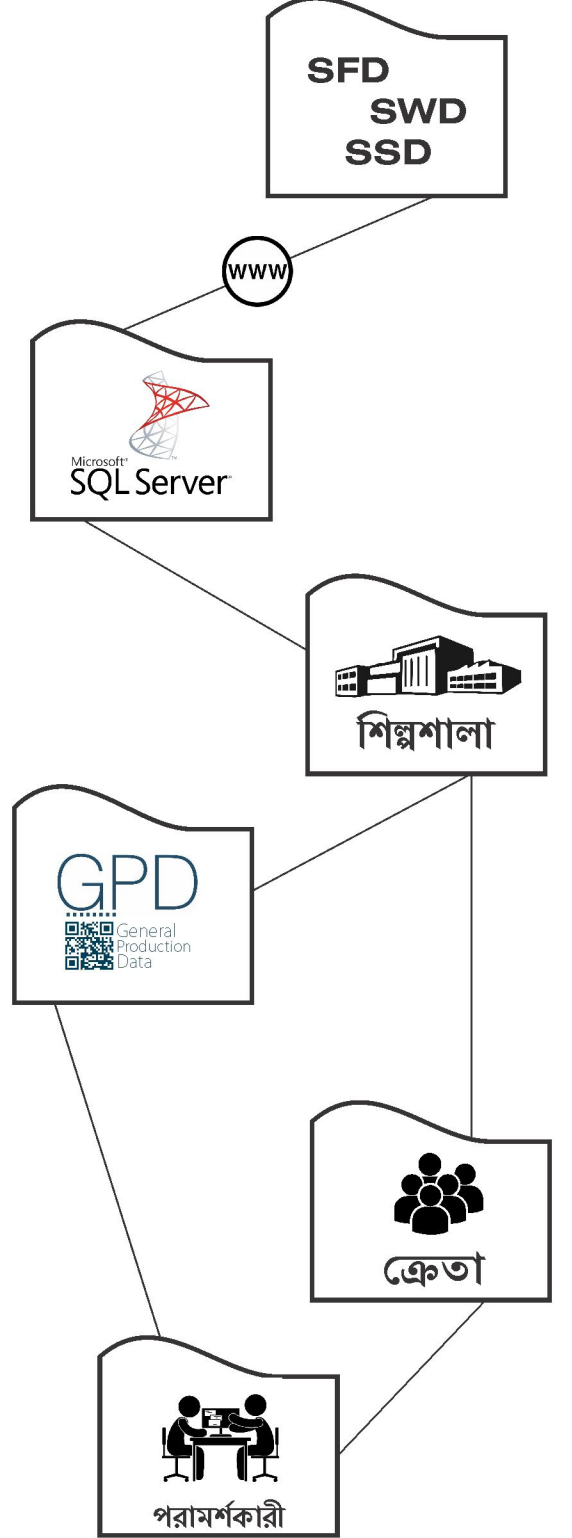 SFD
SWD
SSD
www
Microsoft®
SQL Server
শিল্পশালা
GPD
General
Production
Data
ক্রেতা
পরামর্শকারী